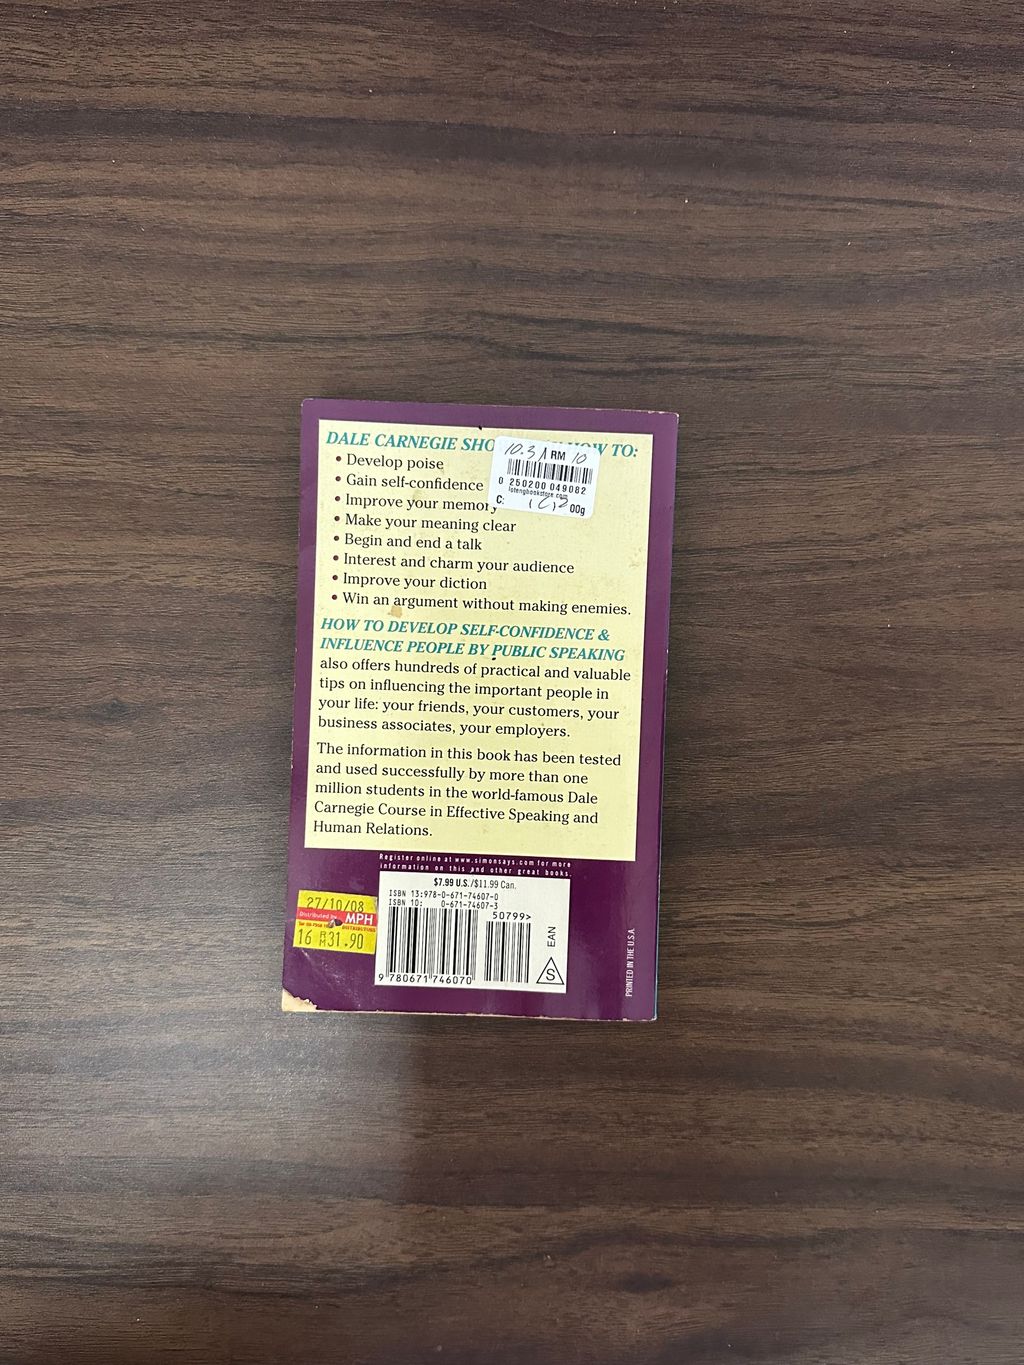 DALE CARNEGIE HOW TO:
• Develop poise
• Gain self-confidence
• Improve your memory
• Make your meaning clear
• Begin and end a talk
• Interest and charm your audience
• Improve your diction
• Win an argument without making enemies.
RM 10
0 250200 049082
C: 00g
HOW TO DEVELOP SELF-CONFIDENCE &
INFLUENCE PEOPLE BY PUBLIC SPEAKING
also offers hundreds of practical and valuable
tips on influencing the important people in
your life: your friends, your customers, your
business associates, your employers.
The information in this book has been tested
and used successfully by more than one
million students in the world-famous Dale
Carnegie Course in Effective Speaking and
Human Relations.
Register online at www.simonsays.com for more
information on this and other great books.
$7.99 U.S./$11.99 Can.
ISBN 13:978-0-671-74607-0
ISBN 10: 0-671-74607-3
50799>
9 780671 746070
EAN
S
PRINTED IN THE U.S.A.
27/10/08
Distributed by MPH
DISTRIBUTORS
16 RM31.90